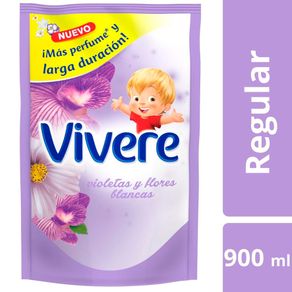 NUEVO
¡Más perfume* y
larga duración!
Vivere
violetas y flores
blancas
Regular
900 ml